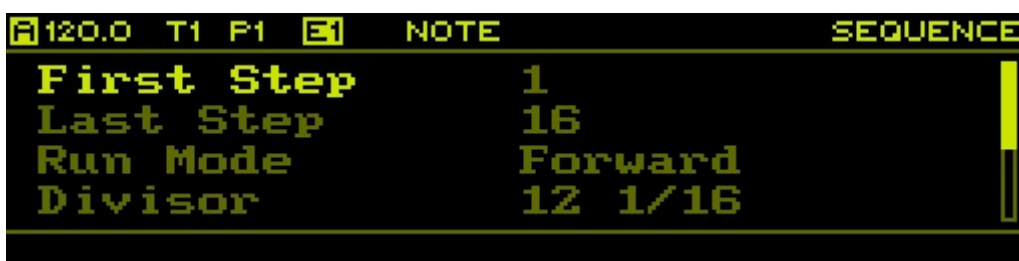 A 120.0 T1 P1 E1 NOTE SEQUENCE
First Step 1
Last Step 16
Run Mode Forward
Divisor 12 1/16